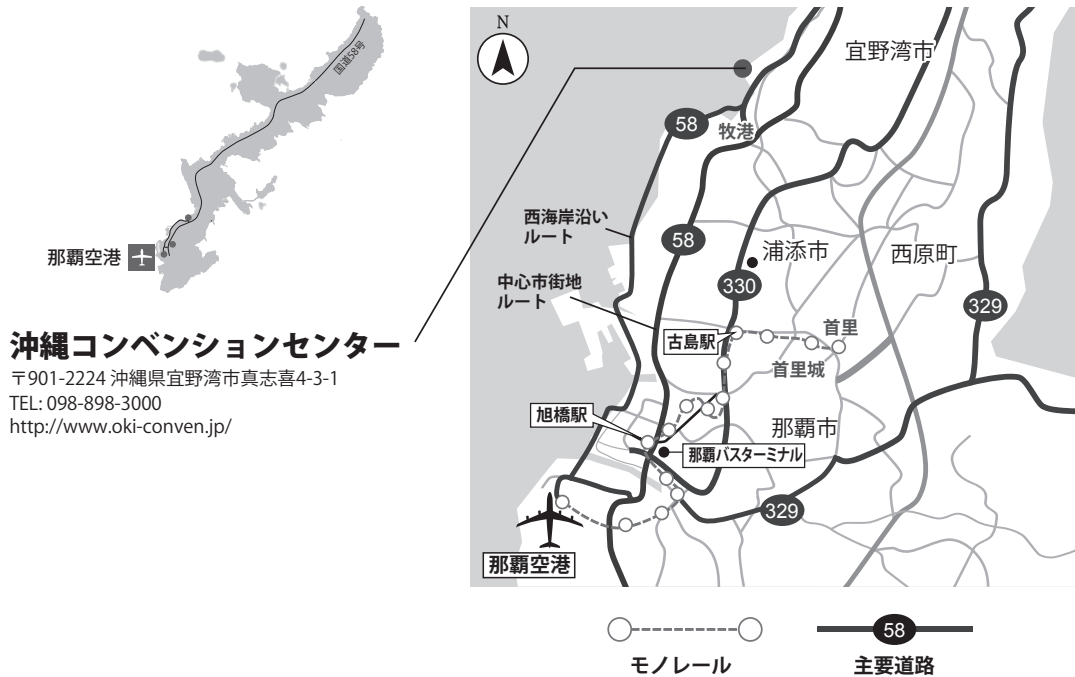 国道58号
那覇空港
沖縄コンベンションセンター
〒901-2224 沖縄県宜野湾市真志喜4-3-1
TEL: 098-898-3000
http://www.oki-conven.jp/
N
宜野湾市
58
牧港
西海岸沿い
ルート
58
浦添市
西原町
中心市街地
ルート
330
329
古島駅
首里
首里城
旭橋駅
那覇市
那覇バスターミナル
329
那覇空港
58
モノレール
主要道路